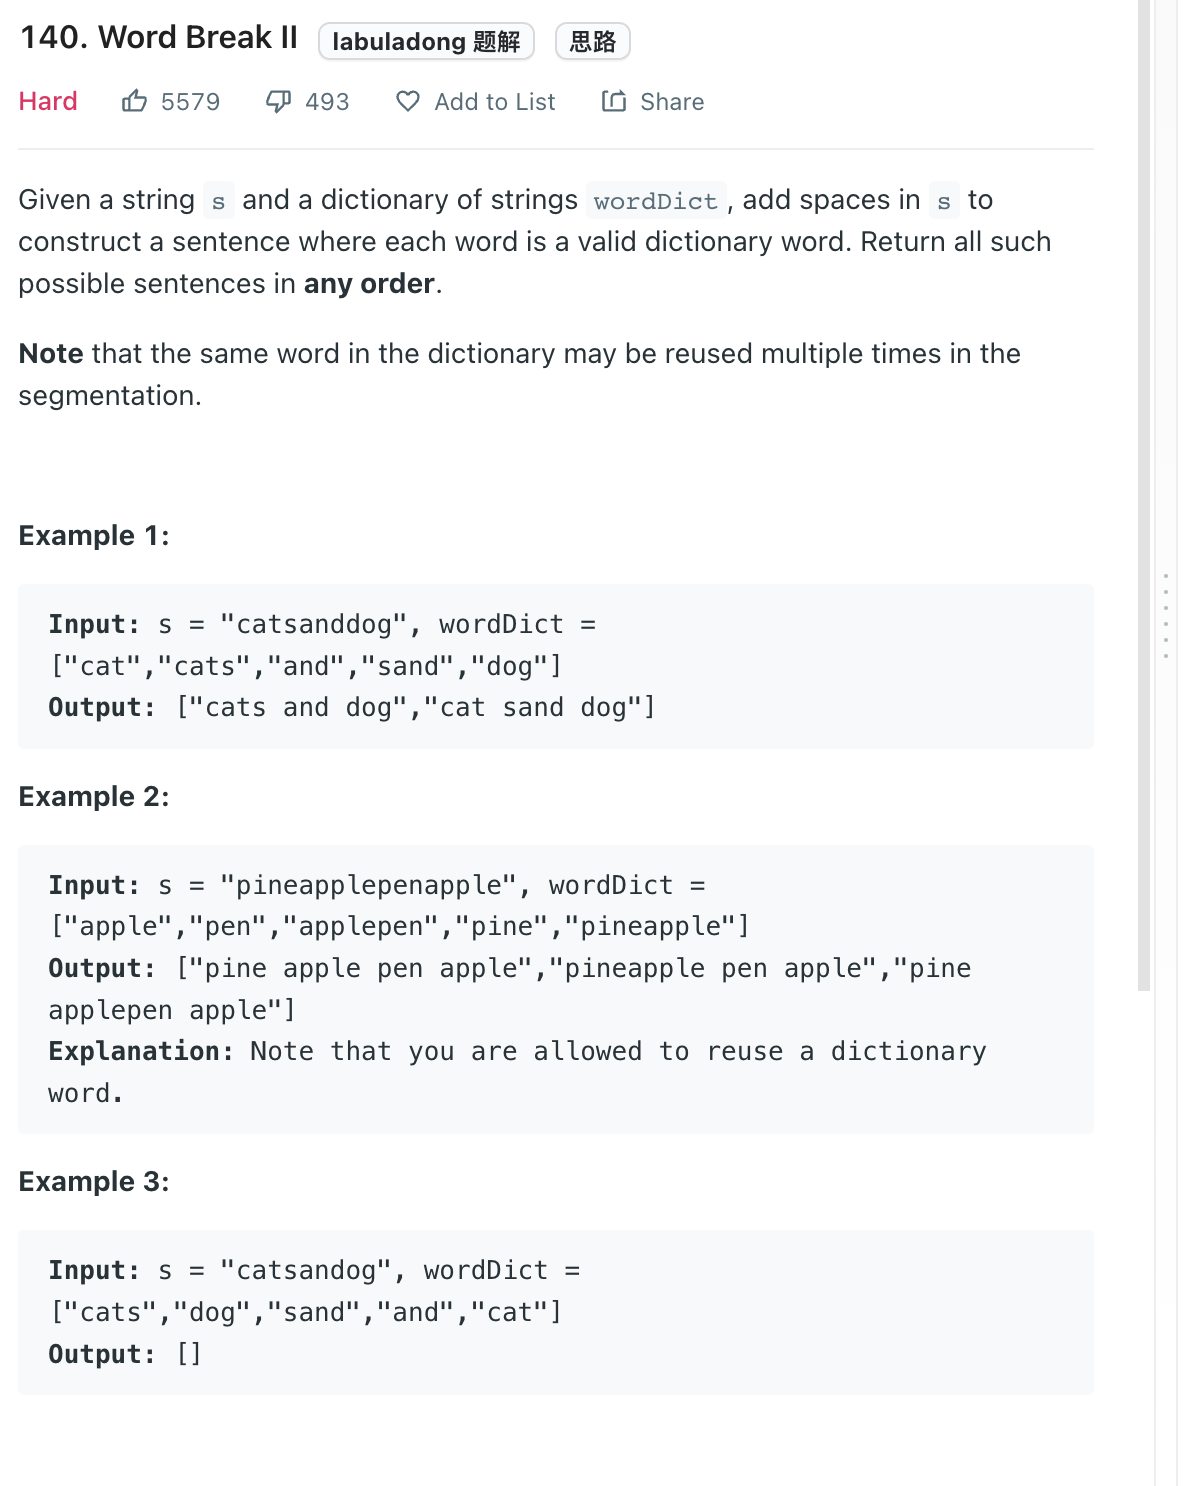 140. Word Break II labuladong 题解 思路
Hard 5579 493 Add to List Share
Given a string s and a dictionary of strings wordDict, add spaces in s to
construct a sentence where each word is a valid dictionary word. Return all such
possible sentences in any order.
Note that the same word in the dictionary may be reused multiple times in the
segmentation.
Example 1:
Input: s = "catsanddog", wordDict =
["cat","cats","and","sand","dog"]
Output: ["cats and dog","cat sand dog"]
Example 2:
Input: s = "pineapplepenapple", wordDict =
["apple","pen","applepen","pine","pineapple"]
Output: ["pine apple pen apple","pineapple pen apple","pine
applepen apple"]
Explanation: Note that you are allowed to reuse a dictionary
word.
Example 3:
Input: s = "catsandog", wordDict =
["cats","dog","sand","and","cat"]
Output: []